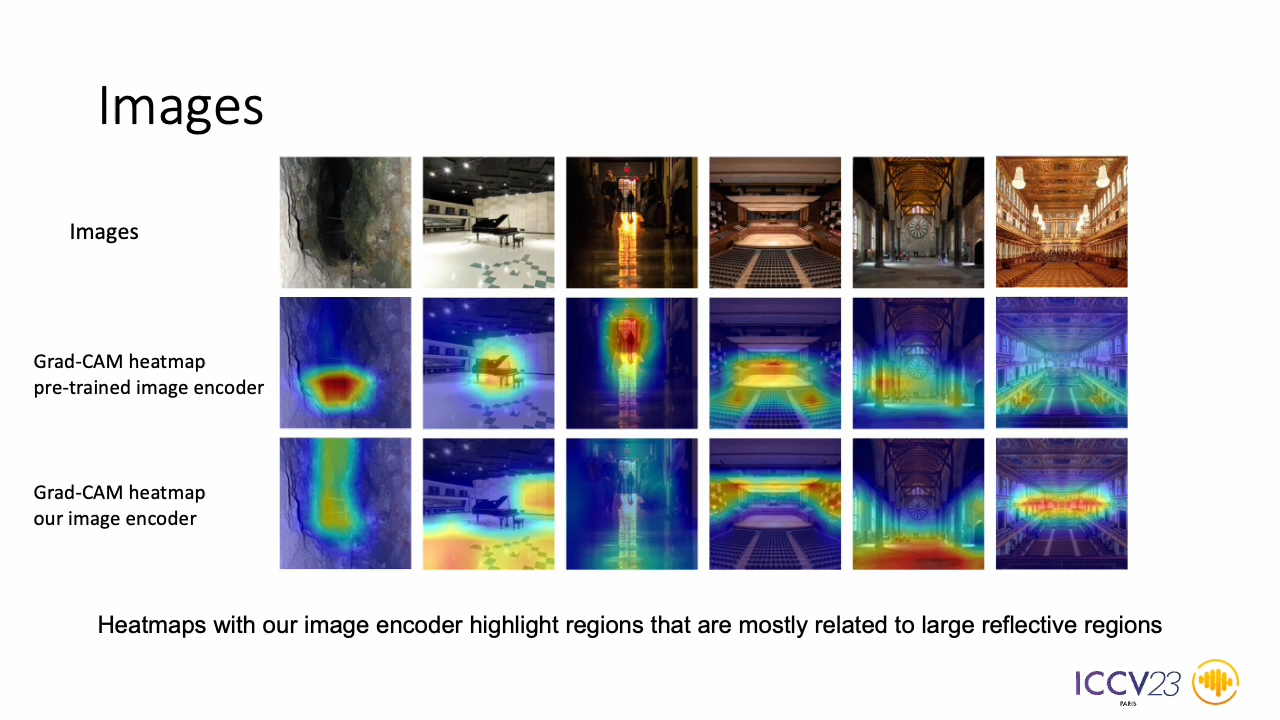 Images
Images
Grad-CAM heatmap
pre-trained image encoder
Grad-CAM heatmap
our image encoder
Heatmaps with our image encoder highlight regions that are mostly related to large reflective regions
ICCV23
PARIS